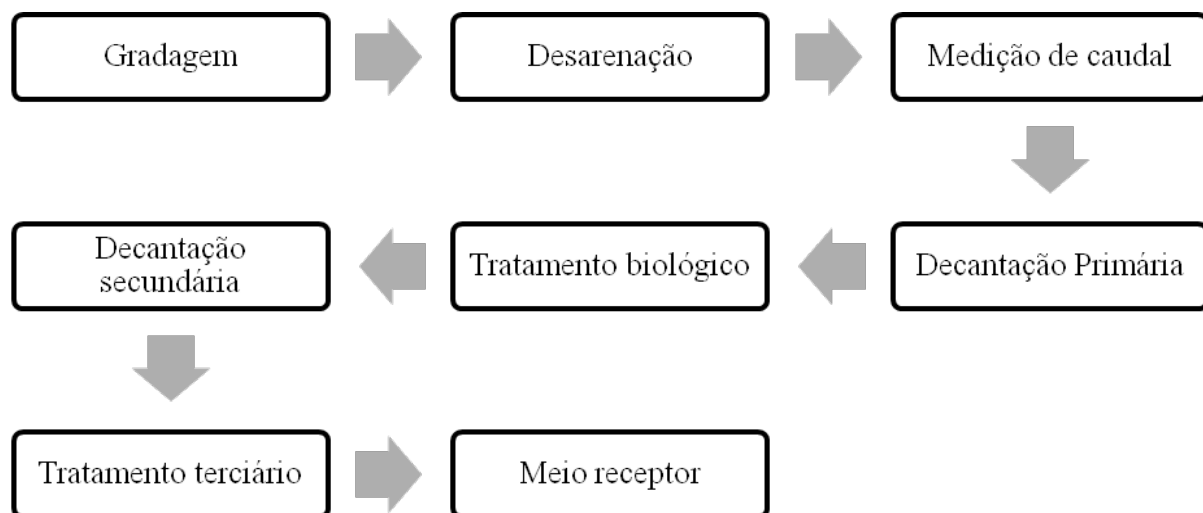 Gradagem
Desarenação
Medição de caudal
Decantação Primária
Tratamento biológico
Decantação
secundária
Tratamento terciário
Meio receptor